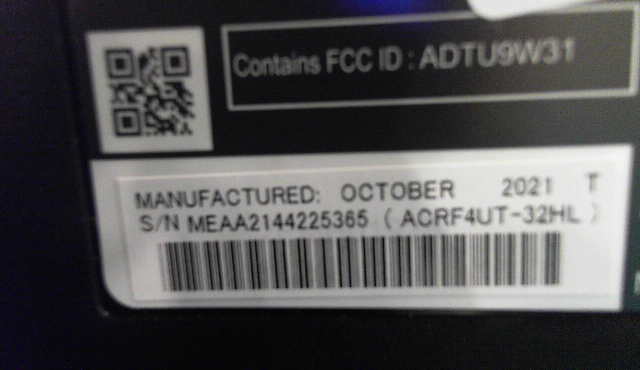 Contains FCC ID : ADTU9W31
MANUFACTURED: OCTOBER 2021 T
S/N MEAA2144225365 ( ACRF4UT-32HL )